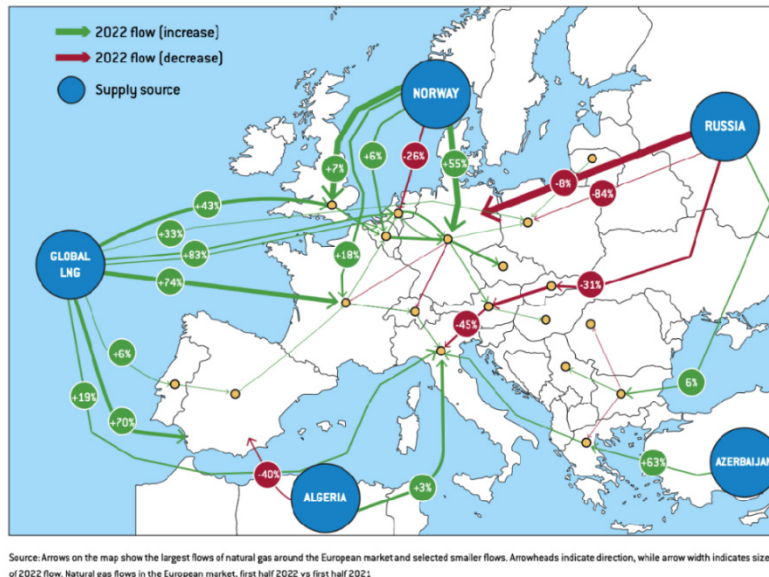 2022 flow (increase)
2022 flow (decrease)
Supply source
NORWAY
RUSSIA
+7%
+6%
-26%
+55%
-8%
-84%
+43%
+33%
+83%
GLOBAL
LNG
+18%
+74%
-31%
-45%
+6%
+19%
6%
+70%
+63%
AZERBAIJAN
-40%
ALGERIA
+3%
Source: Arrows on the map show the largest flows of natural gas around the European market and selected smaller flows. Arrowheads indicate direction, while arrow width indicates size
of 2022 flow. Natural gas flows in the European market, first half 2022 vs first half 2021